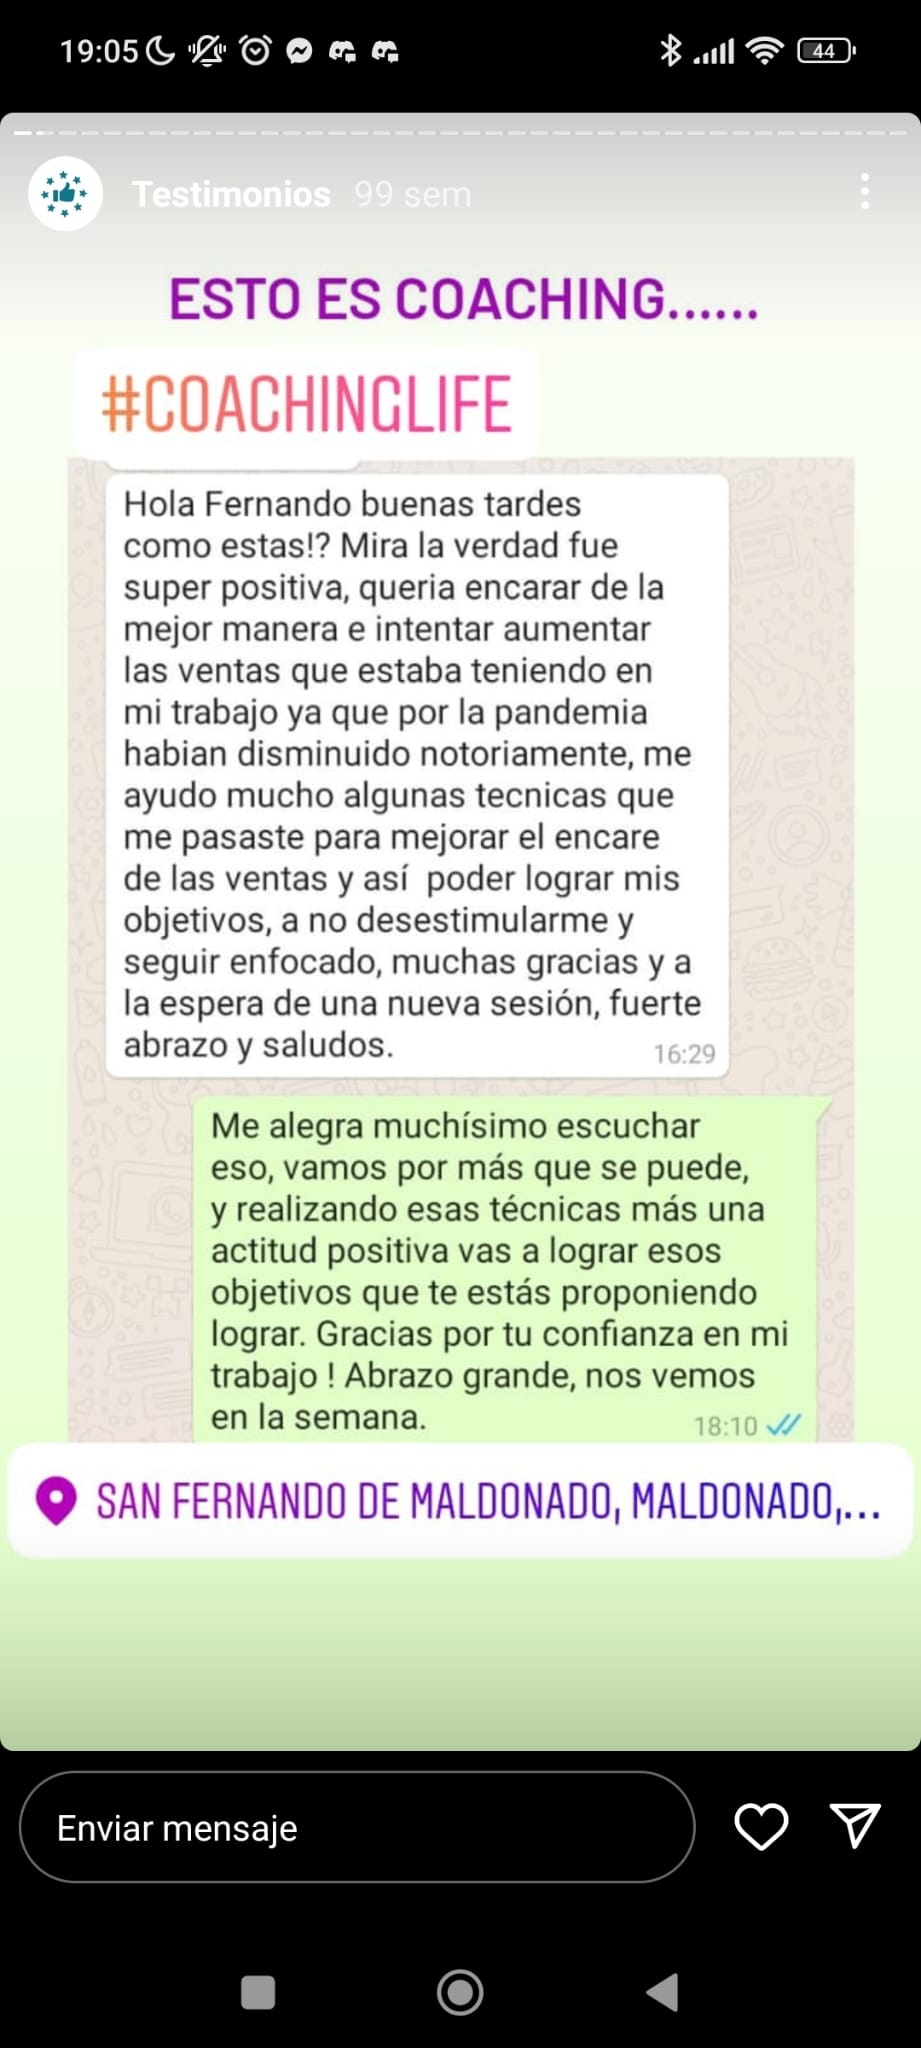 19:05
44
Testimonios 99 sem
ESTO ES COACHING......
#COACHINGLIFE
Hola Fernando buenas tardes
como estas!? Mira la verdad fue
super positiva, queria encarar de la
mejor manera e intentar aumentar
las ventas que estaba teniendo en
mi trabajo ya que por la pandemia
habian disminuido notoriamente, me
ayudo mucho algunas tecnicas que
me pasaste para mejorar el encare
de las ventas y así  poder lograr mis
objetivos, a no desestimularme y
seguir enfocado, muchas gracias y a
la espera de una nueva sesión, fuerte
abrazo y saludos.
16:29
Me alegra muchísimo escuchar
eso, vamos por más que se puede,
y realizando esas técnicas más una
actitud positiva vas a lograr esos
objetivos que te estás proponiendo
lograr. Gracias por tu confianza en mi
trabajo ! Abrazo grande, nos vemos
en la semana.
18:10
SAN FERNANDO DE MALDONADO, MALDONADO,...
Enviar mensaje